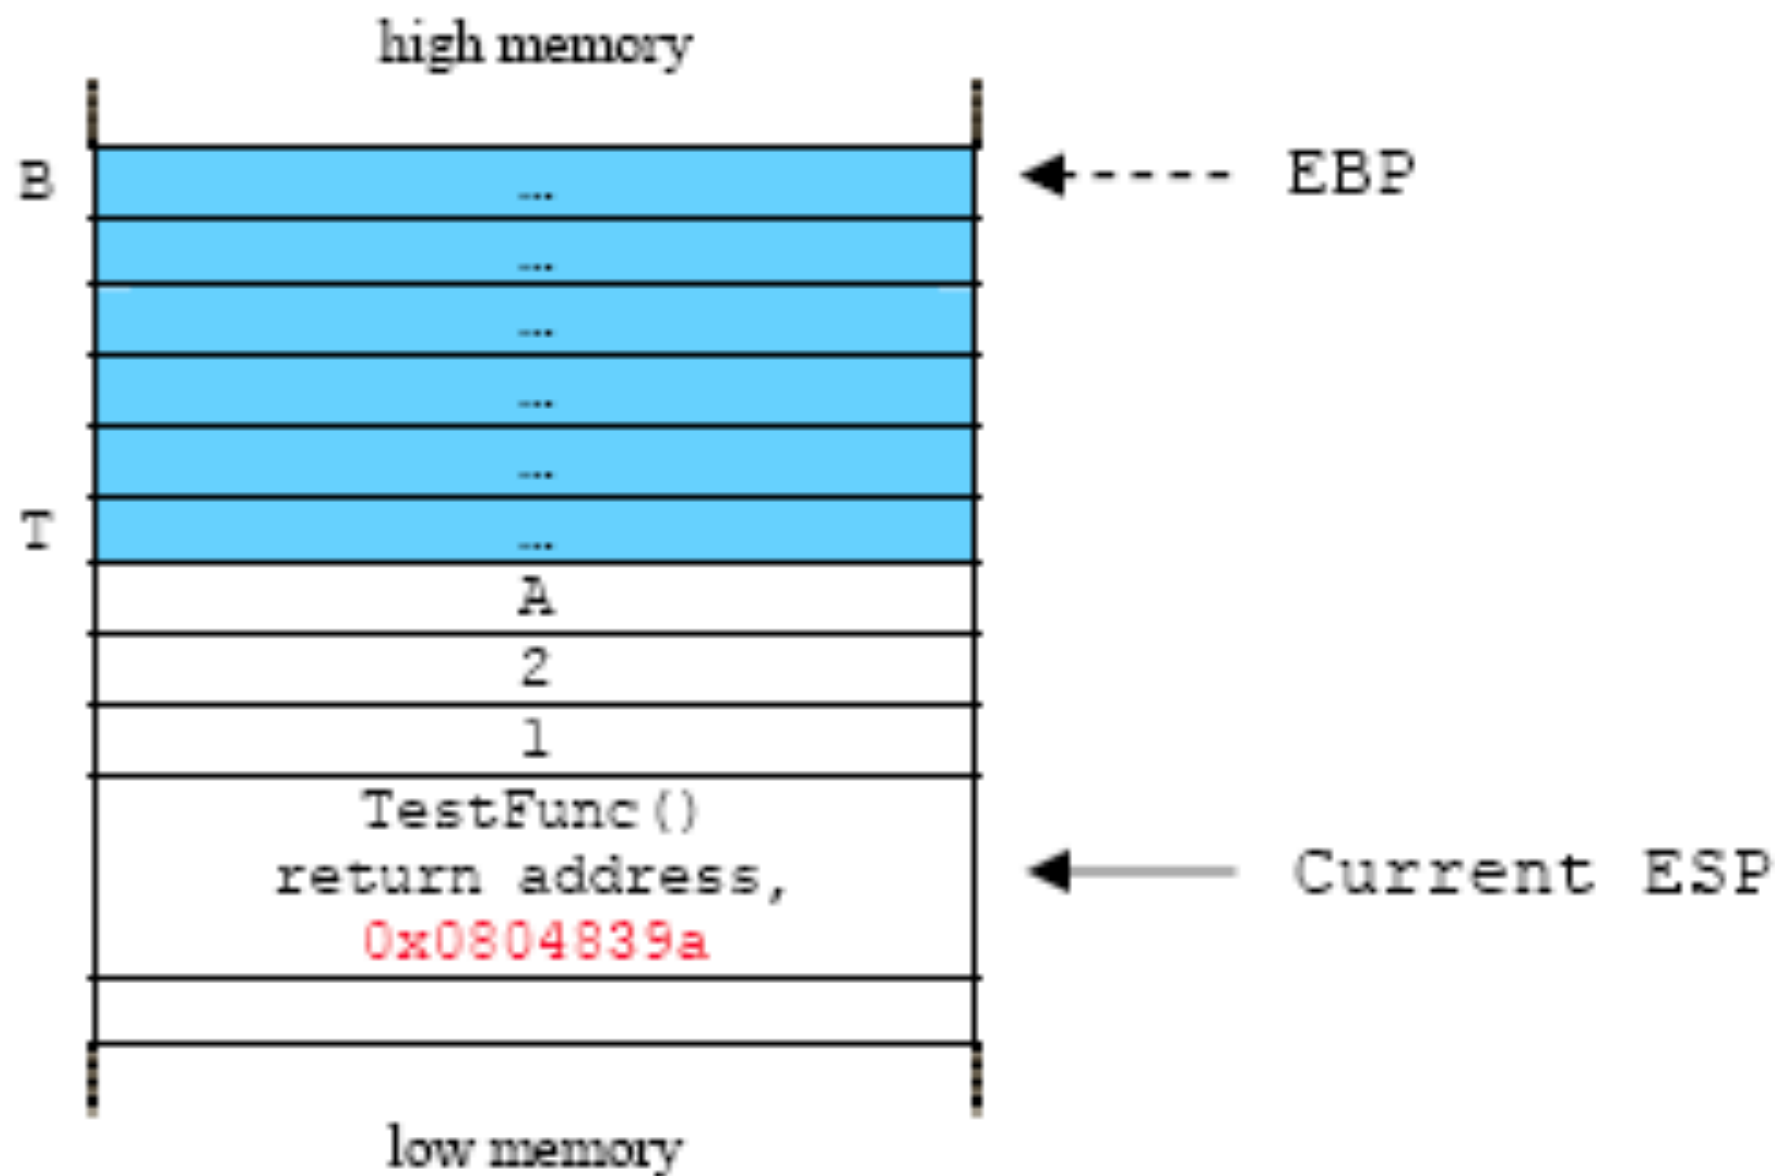 high memory
B ... EBP
...
...
...
...
T ...
A
2
1
TestFunc()
return address, Current ESP
0x0804839a
low memory